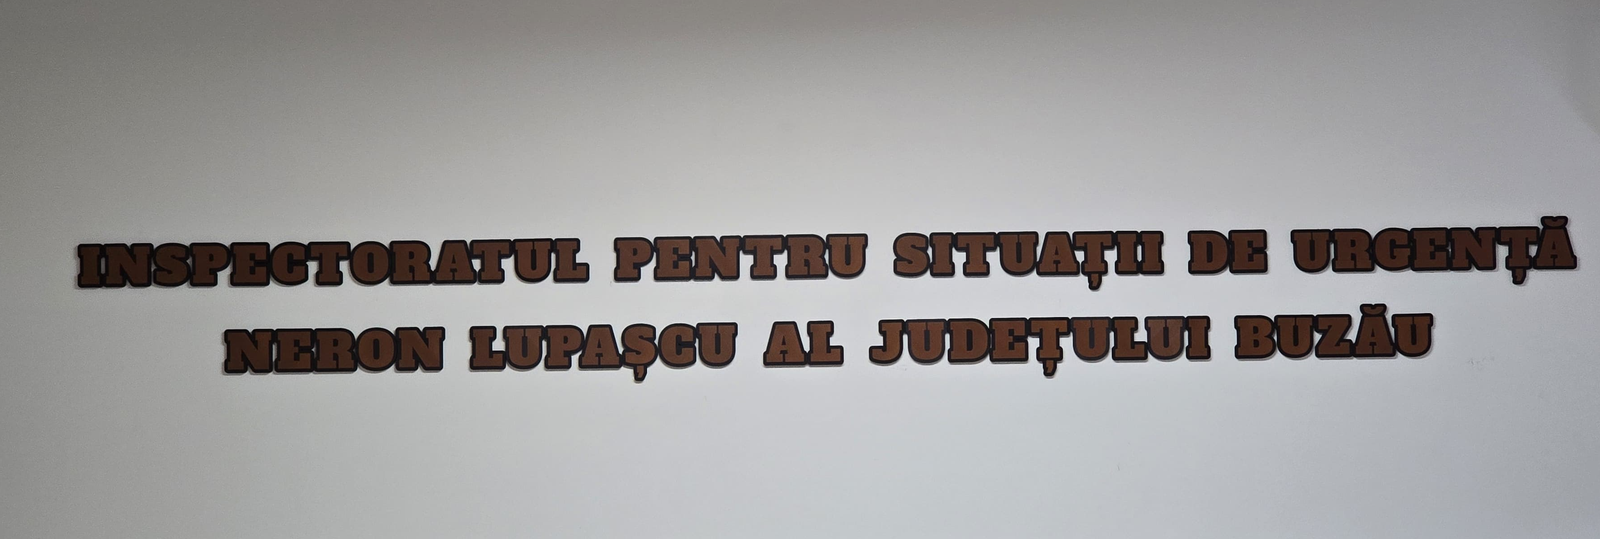 INSPECTORATUL PENTRU SITUAȚII DE URGENȚĂ
NERON LUPAȘCU AL JUDEȚULUI BUZĂU